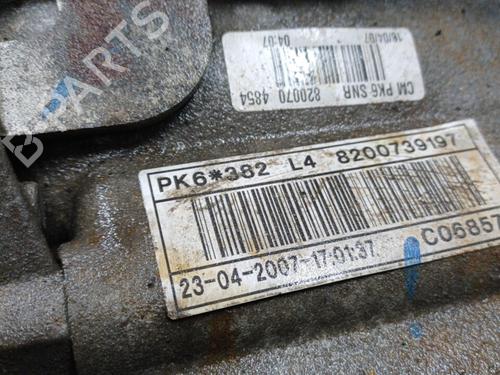 B-PARTS
16/04/07 04:07
CM PK6 SNR
820070 4854
PK6*382 L4 8200739197
23-04-2007-17:01:37 C06857